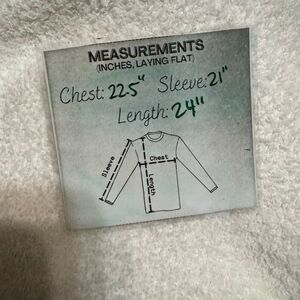 MEASUREMENTS
(INCHES, LAYING FLAT)
Chest: 22.5" Sleeve: 21"
Length: 24"
Sleeve
Chest
Length